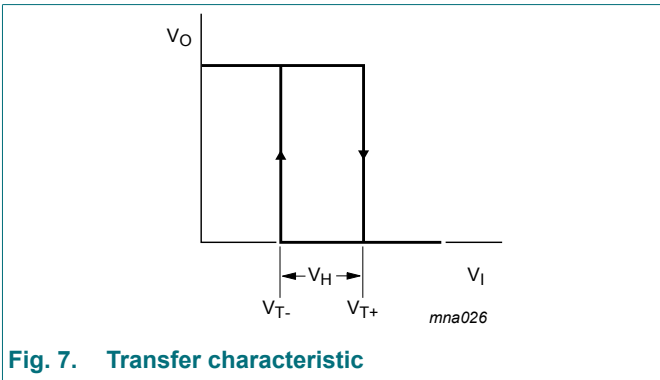 VO
VH
VI
VT-
VT+
mna026
Fig. 7. Transfer characteristic